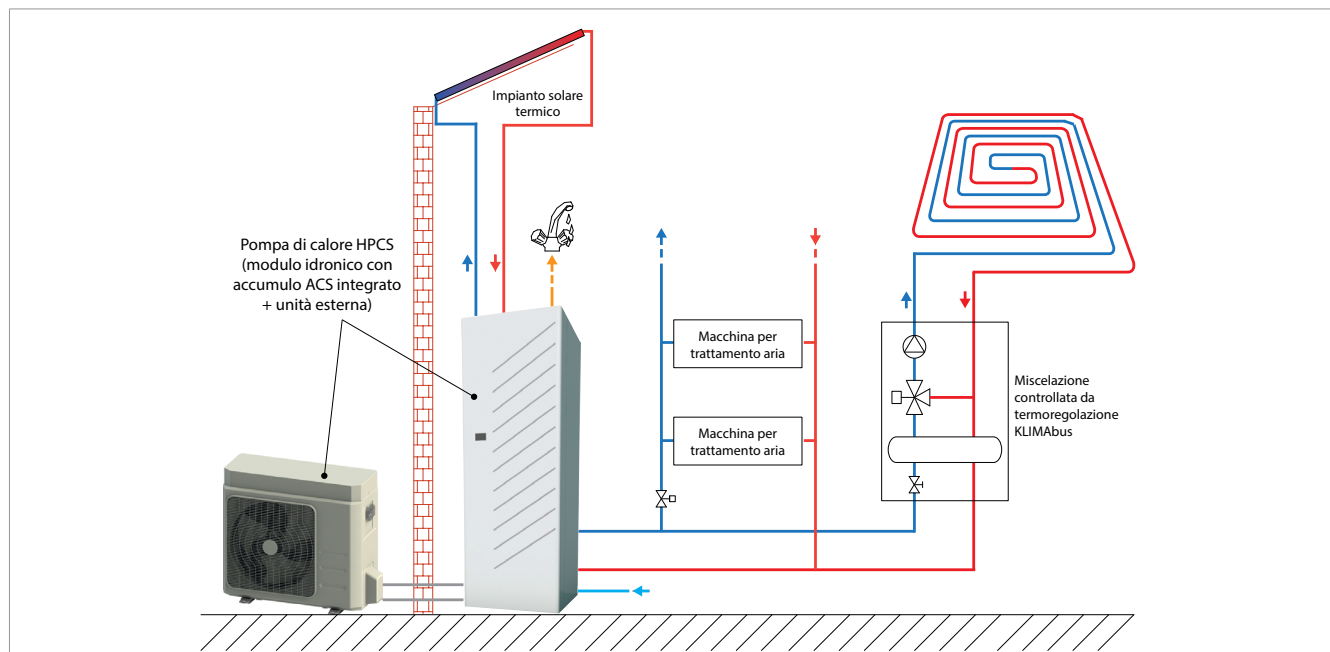 Impianto solare
termico
Pompa di calore HPCS
(modulo idronico con
accumulo ACS integrato
+ unità esterna)
Macchina per
trattamento aria
Macchina per
trattamento aria
Miscelazione
controllata da
termoregolazione
KLIMAbus